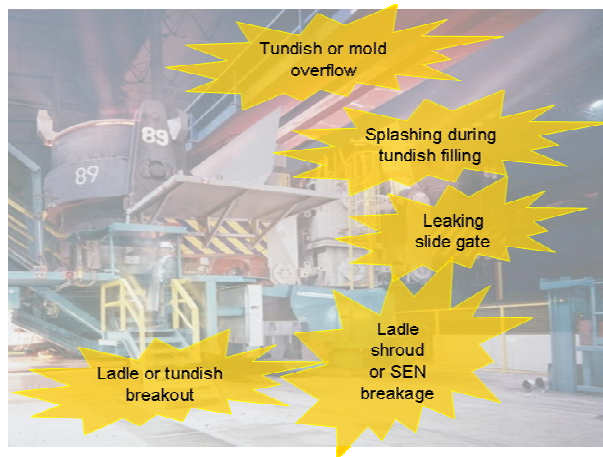 Tundish or mold
overflow
Splashing during
tundish filling
89
89
Leaking
slide gate
Ladle
shroud
or SEN
breakage
Ladle or tundish
breakout